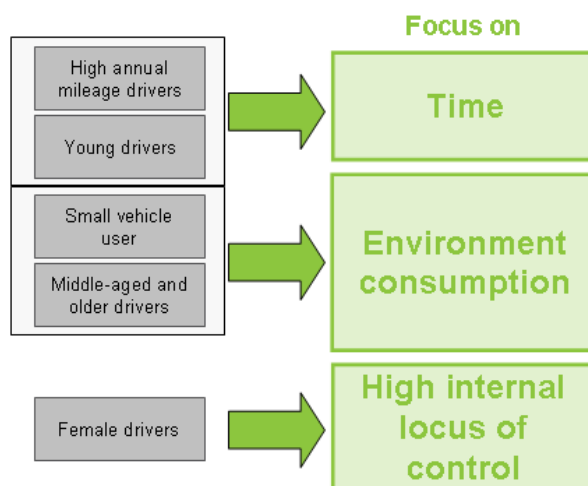 Focus on
High annual
mileage drivers
Young drivers
Time
Small vehicle
user
Middle-aged and
older drivers
Environment
consumption
Female drivers
High internal
locus of
control